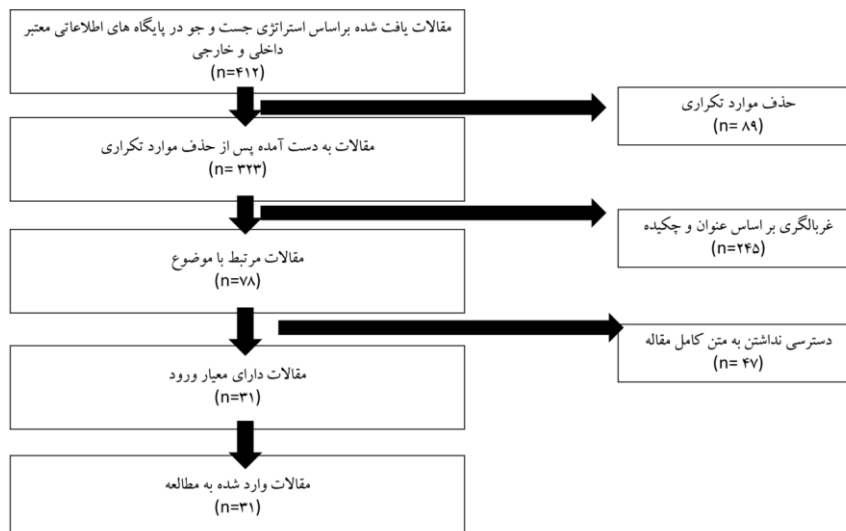 مقالات یافت شده براساس استراتژی جست و جو در پایگاه های اطلاعاتی معتبر
داخلی و خارجی
(n=۴۱۲)
حذف موارد تکراری
(n= ۸۹)
مقالات به دست آمده پس از حذف موارد تکراری
(n= ۳۲۳)
غربالگری بر اساس عنوان و چکیده
(n=۲۴۵)
مقالات مرتبط با موضوع
(n=۷۸)
دسترسی نداشتن به متن کامل مقاله
(n= ۴۷)
مقالات دارای معیار ورود
(n=۳۱)
مقالات وارد شده به مطالعه
(n=۳۱)